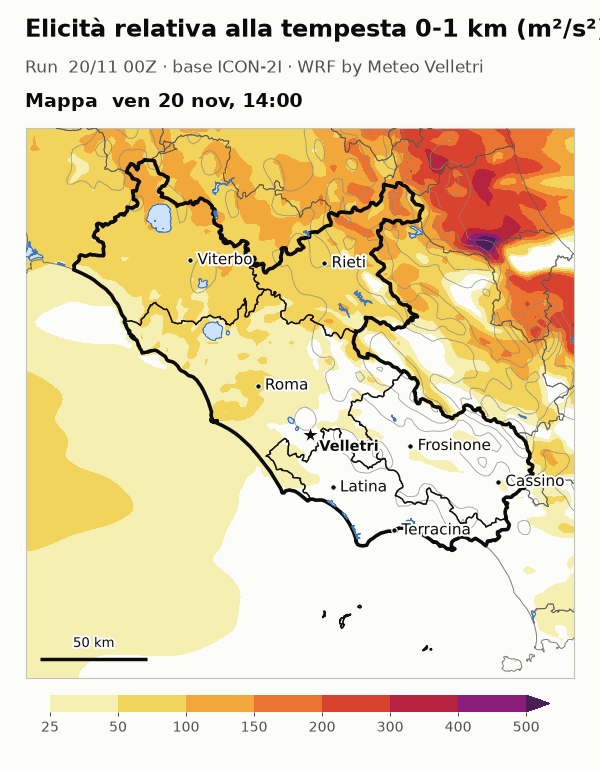 Elicità relativa alla tempesta 0-1 km (m²/s²)
Run  20/11 00Z · base ICON-2I · WRF by Meteo Velletri
Mappa  ven 20 nov, 14:00
Viterbo
Rieti
Roma
Velletri
Frosinone
Latina
Cassino
Terracina
50 km
25 50 100 150 200 300 400 500